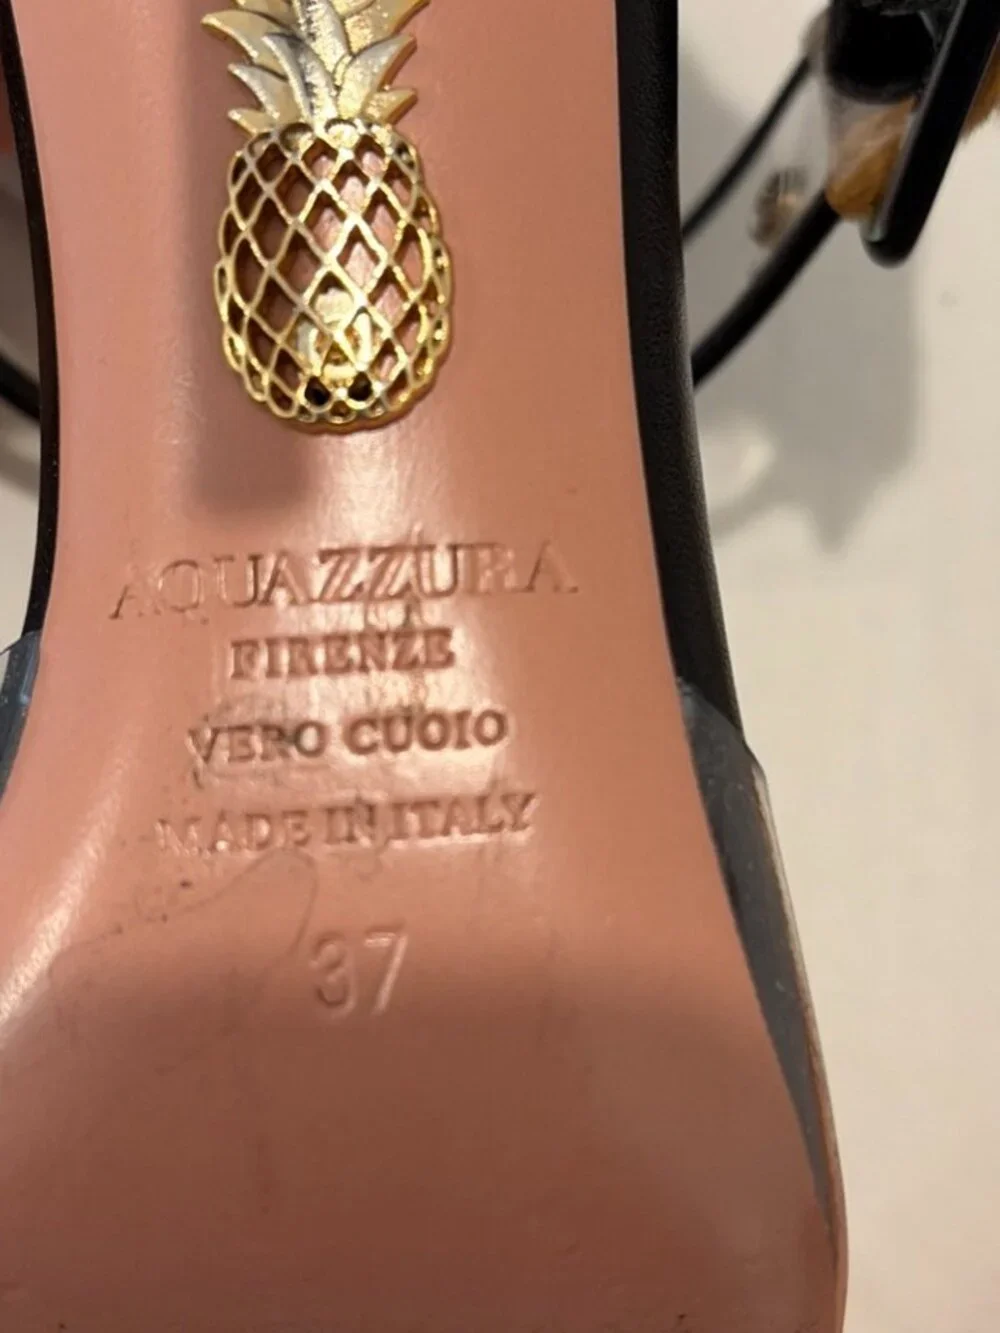 AQUAZZURA
FIRENZE
VERO CUOIO
MADE IN ITALY
37